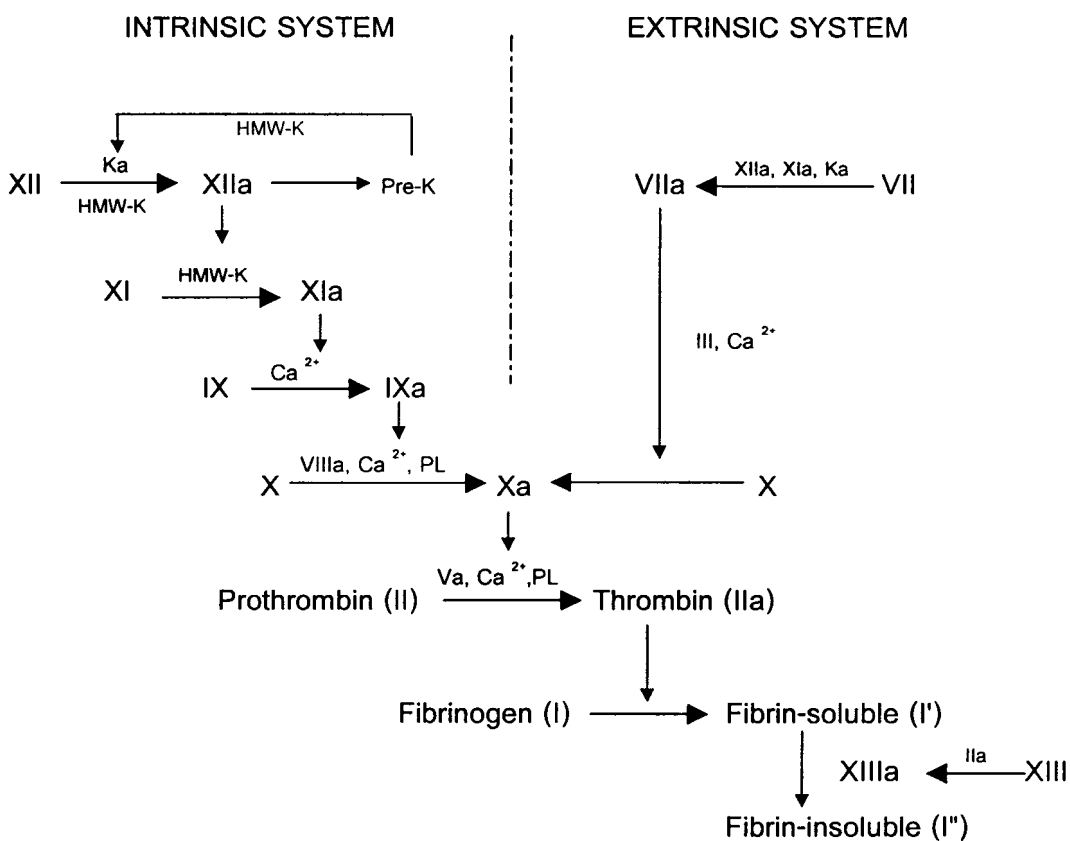 INTRINSIC SYSTEM EXTRINSIC SYSTEM
HMW-K
Ka
XII XIIa Pre-K
HMW-K
XIIa, XIa, Ka
VIIa VII
HMW-K
XI XIa
III, Ca 2+
Ca 2+
IX IXa
VIIIa, Ca 2+, PL
X Xa X
Va, Ca 2+,PL
Prothrombin (II) Thrombin (IIa)
Fibrinogen (I) Fibrin-soluble (I')
IIa
XIIIa XIII
Fibrin-insoluble (I")